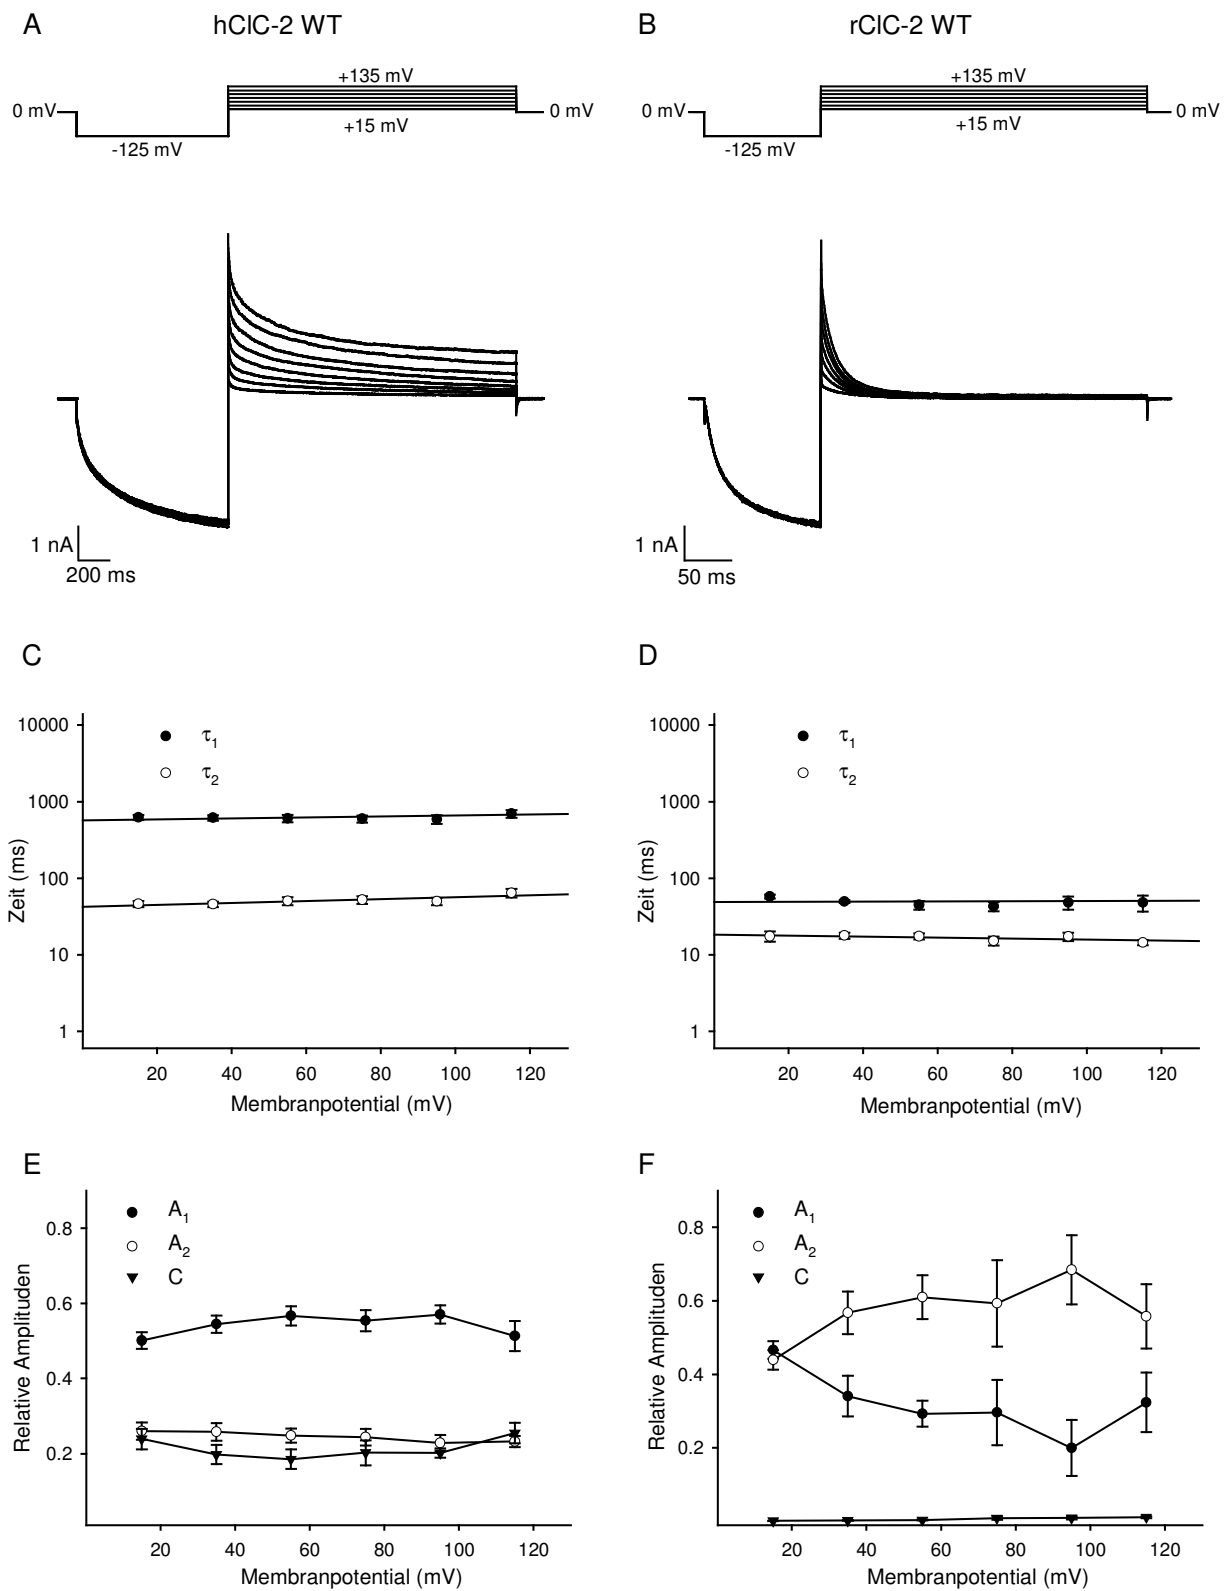 A
hClC-2 WT
B
rClC-2 WT
+135 mV
0 mV
0 mV
+15 mV
-125 mV
+135 mV
0 mV
0 mV
+15 mV
-125 mV
1 nA
200 ms
1 nA
50 ms
C
τ1
τ2
10000
1000
100
10
1
Zeit (ms)
20 40 60 80 100 120
Membranpotential (mV)
D
τ1
τ2
10000
1000
100
10
1
Zeit (ms)
20 40 60 80 100 120
Membranpotential (mV)
E
A1
A2
C
0.8
0.6
0.4
0.2
Relative Amplituden
20 40 60 80 100 120
Membranpotential (mV)
F
A1
A2
C
0.8
0.6
0.4
0.2
Relative Amplituden
20 40 60 80 100 120
Membranpotential (mV)